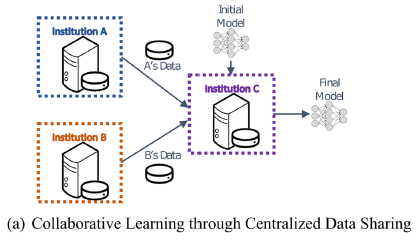 Institution A
A's Data
Initial
Model
Institution C
Final
Model
Institution B
B's Data
(a) Collaborative Learning through Centralized Data Sharing